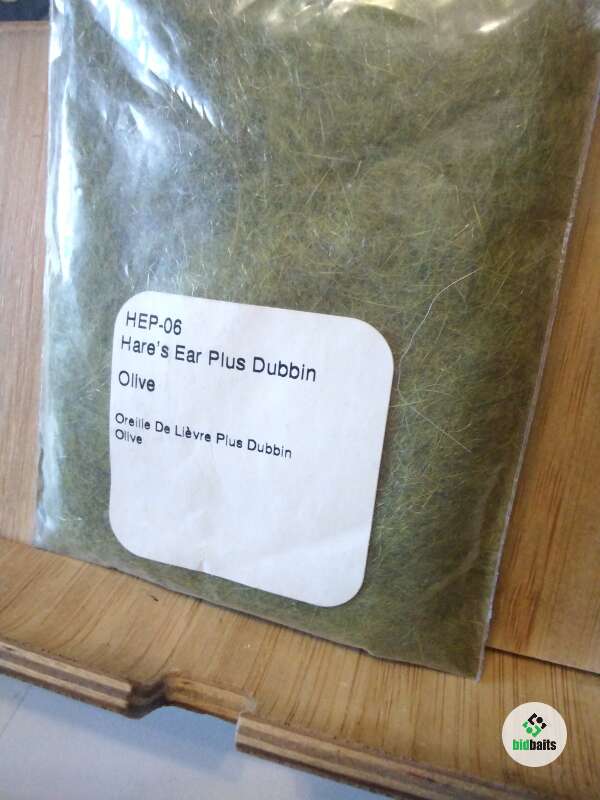 HEP-06
Hare's Ear Plus Dubbin
Olive
Oreille De Lièvre Plus Dubbin
Olive
bidbaits